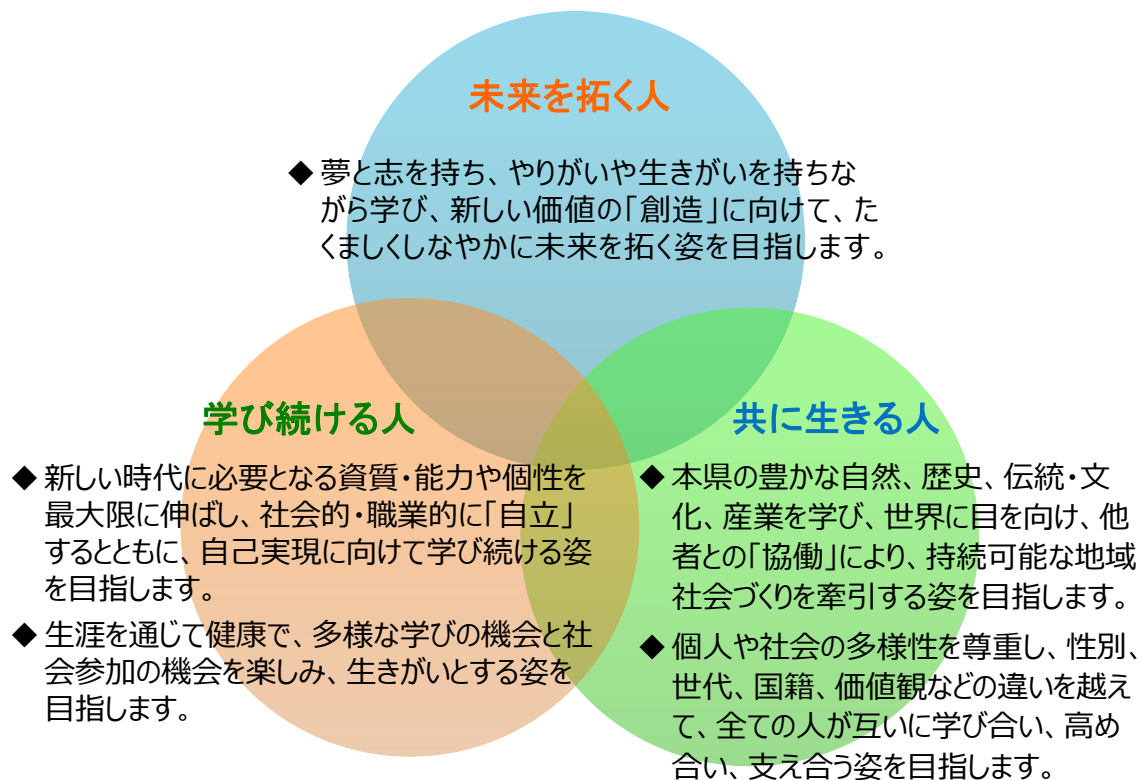 未来を拓く人
◆ 夢と志を持ち、やりがいや生きがいを持ちな
がら学び、新しい価値の「創造」に向けて、た
くましくしなやかに未来を拓く姿を目指します。
学び続ける人
◆ 新しい時代に必要となる資質・能力や個性を
最大限に伸ばし、社会的・職業的に「自立」
するとともに、自己実現に向けて学び続ける姿
を目指します。
◆ 生涯を通じて健康で、多様な学びの機会と社
会参加の機会を楽しみ、生きがいとする姿を
目指します。
共に生きる人
◆ 本県の豊かな自然、歴史、伝統・文
化、産業を学び、世界に目を向け、他
者との「協働」により、持続可能な地域
社会づくりを牽引する姿を目指します。
◆ 個人や社会の多様性を尊重し、性別、
世代、国籍、価値観などの違いを越え
て、全ての人が互いに学び合い、高め
合い、支え合う姿を目指します。